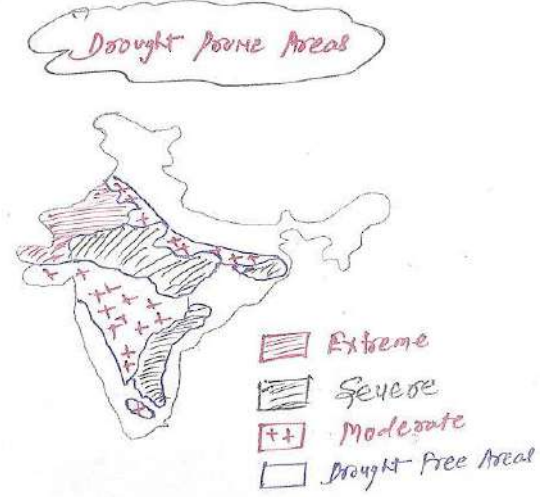 Drought Prone Areas
Extreme
Severe
++ Moderate
Drought Free Areas